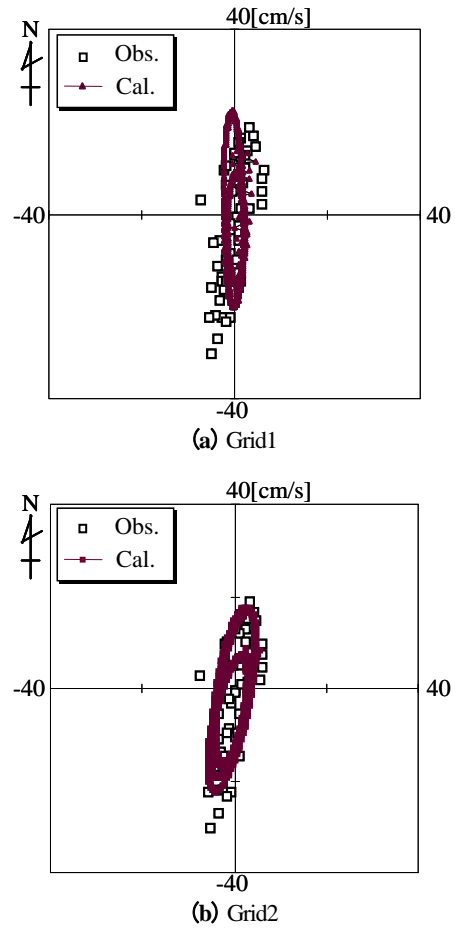 40[cm/s]
N
Obs.
Cal.
-40 40
-40
(a) Grid1
40[cm/s]
N
Obs.
Cal.
-40 40
-40
(b) Grid2